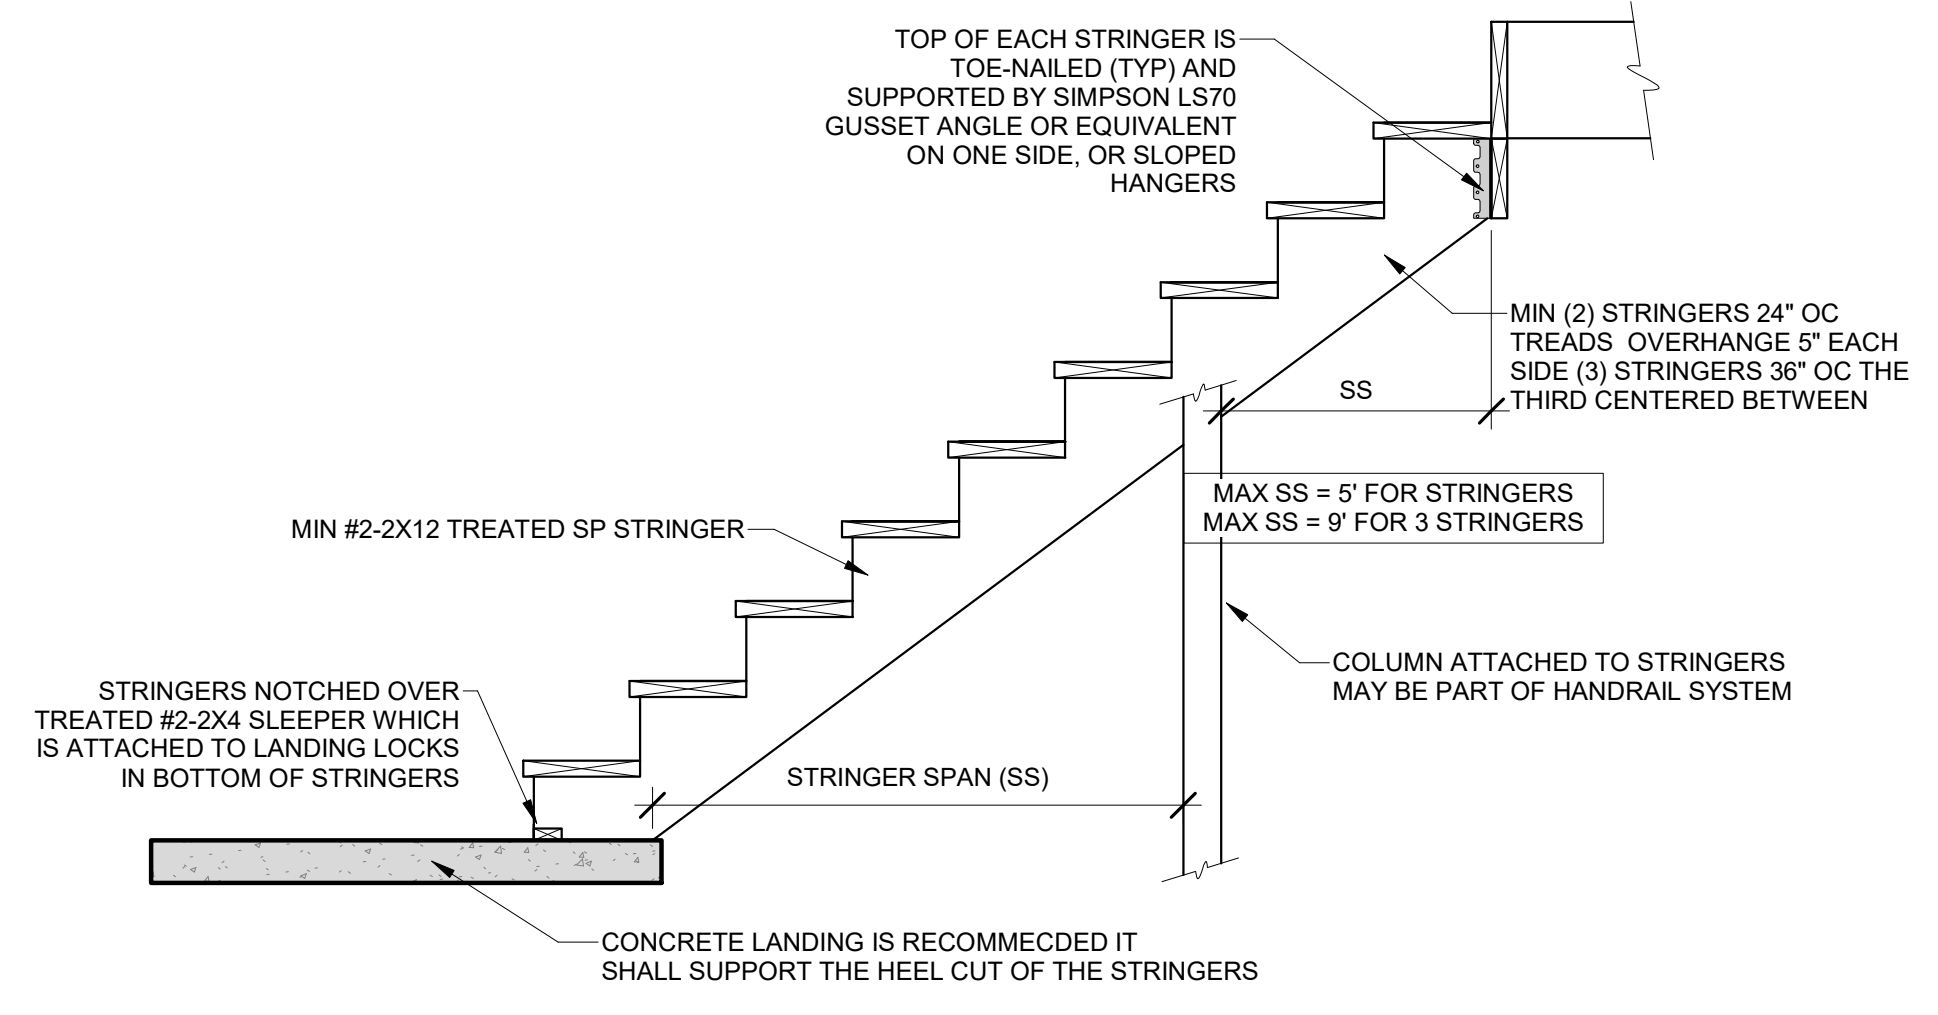 TOP OF EACH STRINGER IS
TOE-NAILED (TYP) AND
SUPPORTED BY SIMPSON LS70
GUSSET ANGLE OR EQUIVALENT
ON ONE SIDE, OR SLOPED
HANGERS
MIN (2) STRINGERS 24" OC
TREADS OVERHANGE 5" EACH
SIDE (3) STRINGERS 36" OC THE
THIRD CENTERED BETWEEN
SS
MAX SS = 5' FOR STRINGERS
MAX SS = 9' FOR 3 STRINGERS
MIN #2-2X12 TREATED SP STRINGER
COLUMN ATTACHED TO STRINGERS
MAY BE PART OF HANDRAIL SYSTEM
STRINGERS NOTCHED OVER
TREATED #2-2X4 SLEEPER WHICH
IS ATTACHED TO LANDING LOCKS
IN BOTTOM OF STRINGERS
STRINGER SPAN (SS)
CONCRETE LANDING IS RECOMMECDED IT
SHALL SUPPORT THE HEEL CUT OF THE STRINGERS